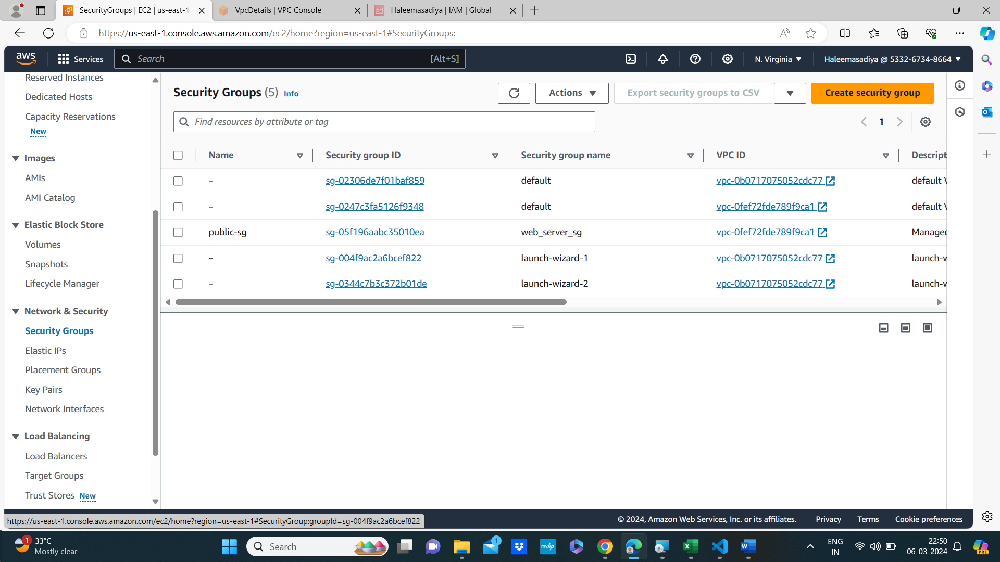 SecurityGroups | EC2 | us-east-1
VpcDetails | VPC Console
Haleemasadiya | IAM | Global
https://us-east-1.console.aws.amazon.com/ec2/home?region=us-east-1#SecurityGroups:
aws
Services
Search
[Alt+S]
N. Virginia
Haleemasadiya @ 5332-6734-8664
Reserved Instances
Dedicated Hosts
Capacity Reservations
New
Images
AMIs
AMI Catalog
Elastic Block Store
Volumes
Snapshots
Lifecycle Manager
Network & Security
Security Groups
Elastic IPs
Placement Groups
Key Pairs
Network Interfaces
Load Balancing
Load Balancers
Target Groups
Trust Stores New
Security Groups (5) Info
Actions
Export security groups to CSV
Create security group
Find resources by attribute or tag
1
Name Security group ID Security group name VPC ID Descript
– sg-02306de7f01baf859 default vpc-0b0717075052cdc77 default V
– sg-0247c3fa5126f9348 default vpc-0fef72fde789f9ca1 default V
public-sg sg-05f196aabc35010ea web_server_sg vpc-0fef72fde789f9ca1 Managed
– sg-004f9ac2a6bcef822 launch-wizard-1 vpc-0b0717075052cdc77 launch-w
– sg-0344c7b3c372b01de launch-wizard-2 vpc-0b0717075052cdc77 launch-w
https://us-east-1.console.aws.amazon.com/ec2/home?region=us-east-1#SecurityGroup:groupId=sg-004f9ac2a6bcef822
© 2024, Amazon Web Services, Inc. or its affiliates.
Privacy
Terms
Cookie preferences
1
33°C
Mostly clear
Search
1
myhp
ENG
IN
22:50
06-03-2024
PRE